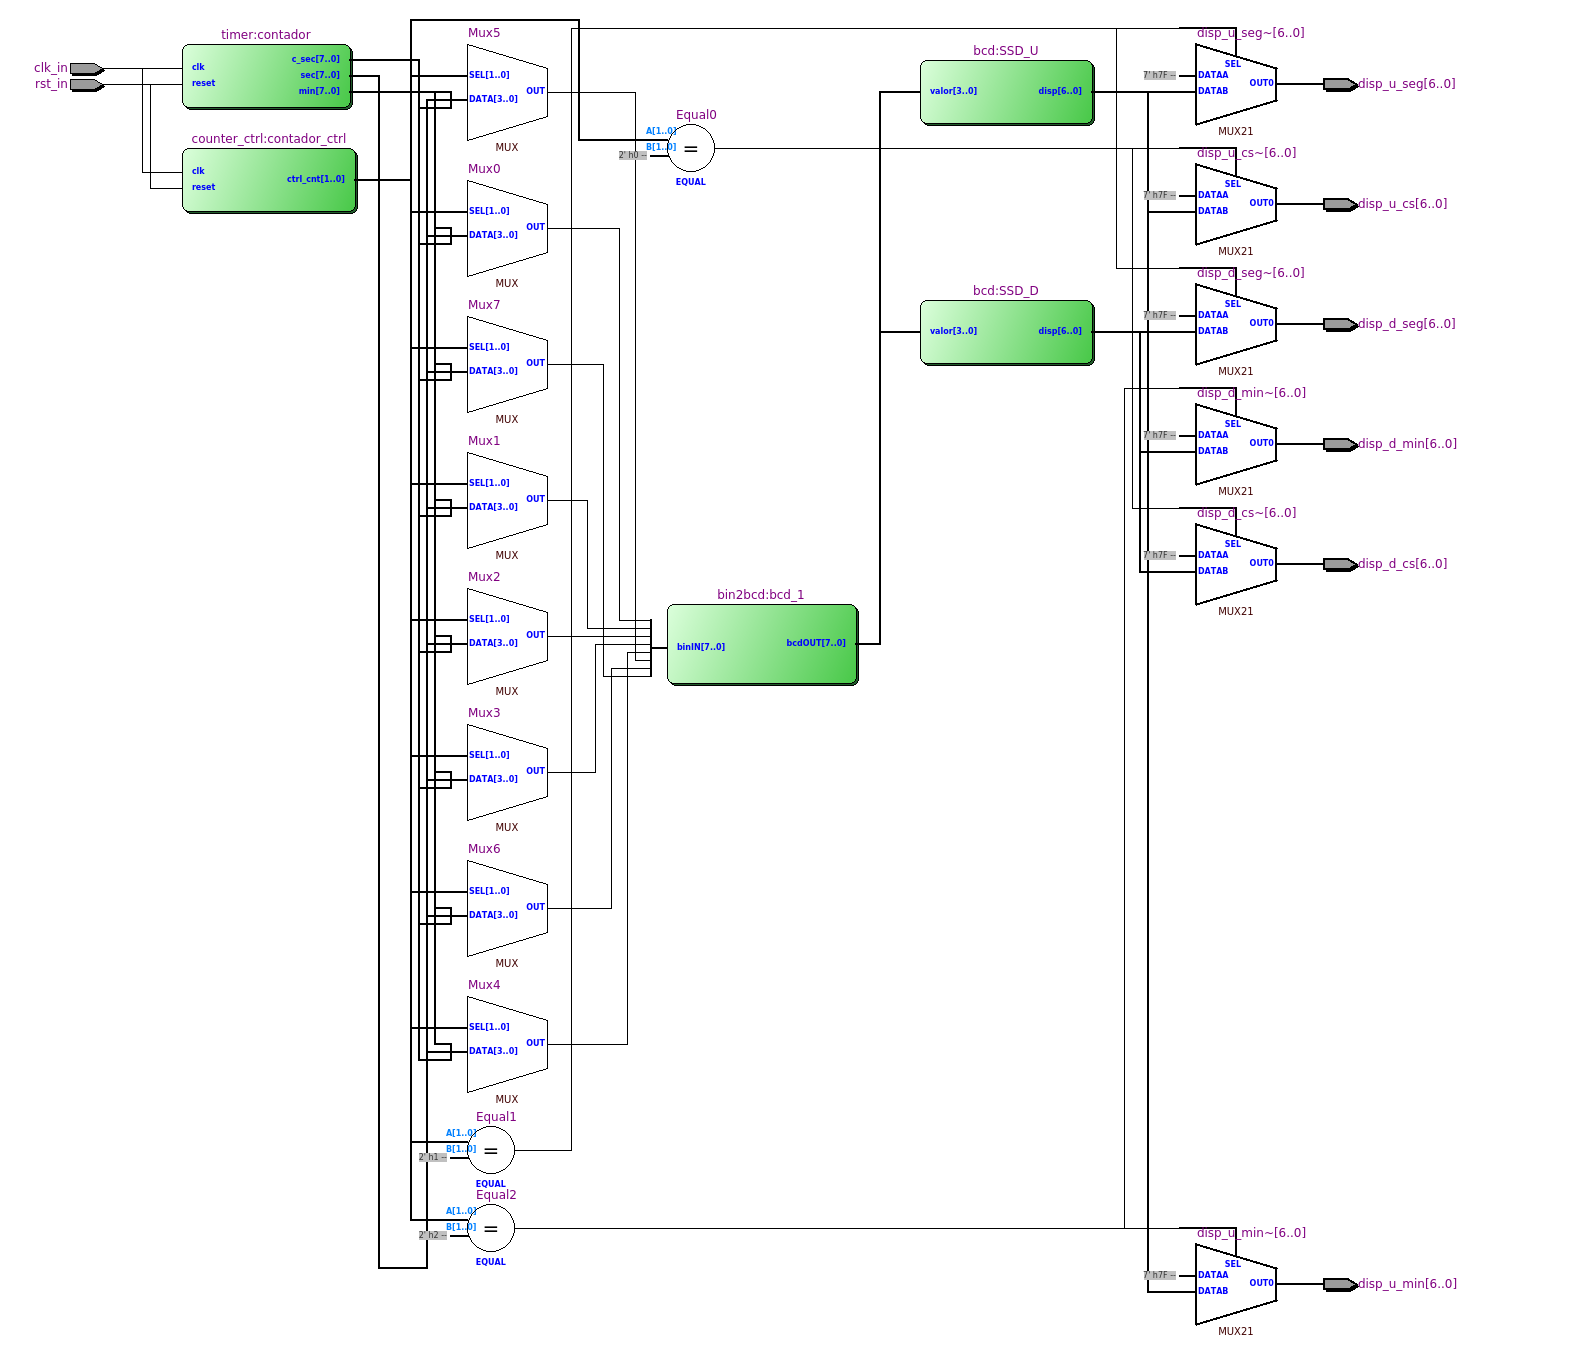 clk_in
rst_in
timer:contador
clk
reset
c_sec[7..0]
sec[7..0]
min[7..0]
counter_ctrl:contador_ctrl
clk
reset
ctrl_cnt[1..0]
Mux5
SEL[1..0]
DATA[3..0]
OUT
MUX
Mux0
SEL[1..0]
DATA[3..0]
OUT
MUX
Mux7
SEL[1..0]
DATA[3..0]
OUT
MUX
Mux1
SEL[1..0]
DATA[3..0]
OUT
MUX
Mux2
SEL[1..0]
DATA[3..0]
OUT
MUX
Mux3
SEL[1..0]
DATA[3..0]
OUT
MUX
Mux6
SEL[1..0]
DATA[3..0]
OUT
MUX
Mux4
SEL[1..0]
DATA[3..0]
OUT
MUX
Equal1
A[1..0]
B[1..0]
2' h1 --
=
EQUAL
Equal2
A[1..0]
B[1..0]
2' h2 --
=
EQUAL
Equal0
A[1..0]
B[1..0]
2' h0 --
=
EQUAL
bin2bcd:bcd_1
binIN[7..0]
bcdOUT[7..0]
bcd:SSD_U
valor[3..0]
disp[6..0]
bcd:SSD_D
valor[3..0]
disp[6..0]
disp_u_seg~[6..0]
SEL
7' h7F --
DATAA
DATAB
OUT0
MUX21
disp_u_seg[6..0]
disp_u_cs~[6..0]
SEL
7' h7F --
DATAA
DATAB
OUT0
MUX21
disp_u_cs[6..0]
disp_d_seg~[6..0]
SEL
7' h7F --
DATAA
DATAB
OUT0
MUX21
disp_d_seg[6..0]
disp_d_min~[6..0]
SEL
7' h7F --
DATAA
DATAB
OUT0
MUX21
disp_d_min[6..0]
disp_d_cs~[6..0]
SEL
7' h7F --
DATAA
DATAB
OUT0
MUX21
disp_d_cs[6..0]
disp_u_min~[6..0]
SEL
7' h7F --
DATAA
DATAB
OUT0
MUX21
disp_u_min[6..0]